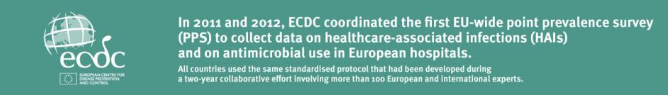 ecdc
EUROPEAN CENTRE FOR
DISEASE PREVENTION
AND CONTROL
In 2011 and 2012, ECDC coordinated the first EU-wide point prevalence survey
(PPS) to collect data on healthcare-associated infections (HAIs)
and on antimicrobial use in European hospitals.
All countries used the same standardised protocol that had been developed during
a two-year collaborative effort involving more than 100 European and international experts.